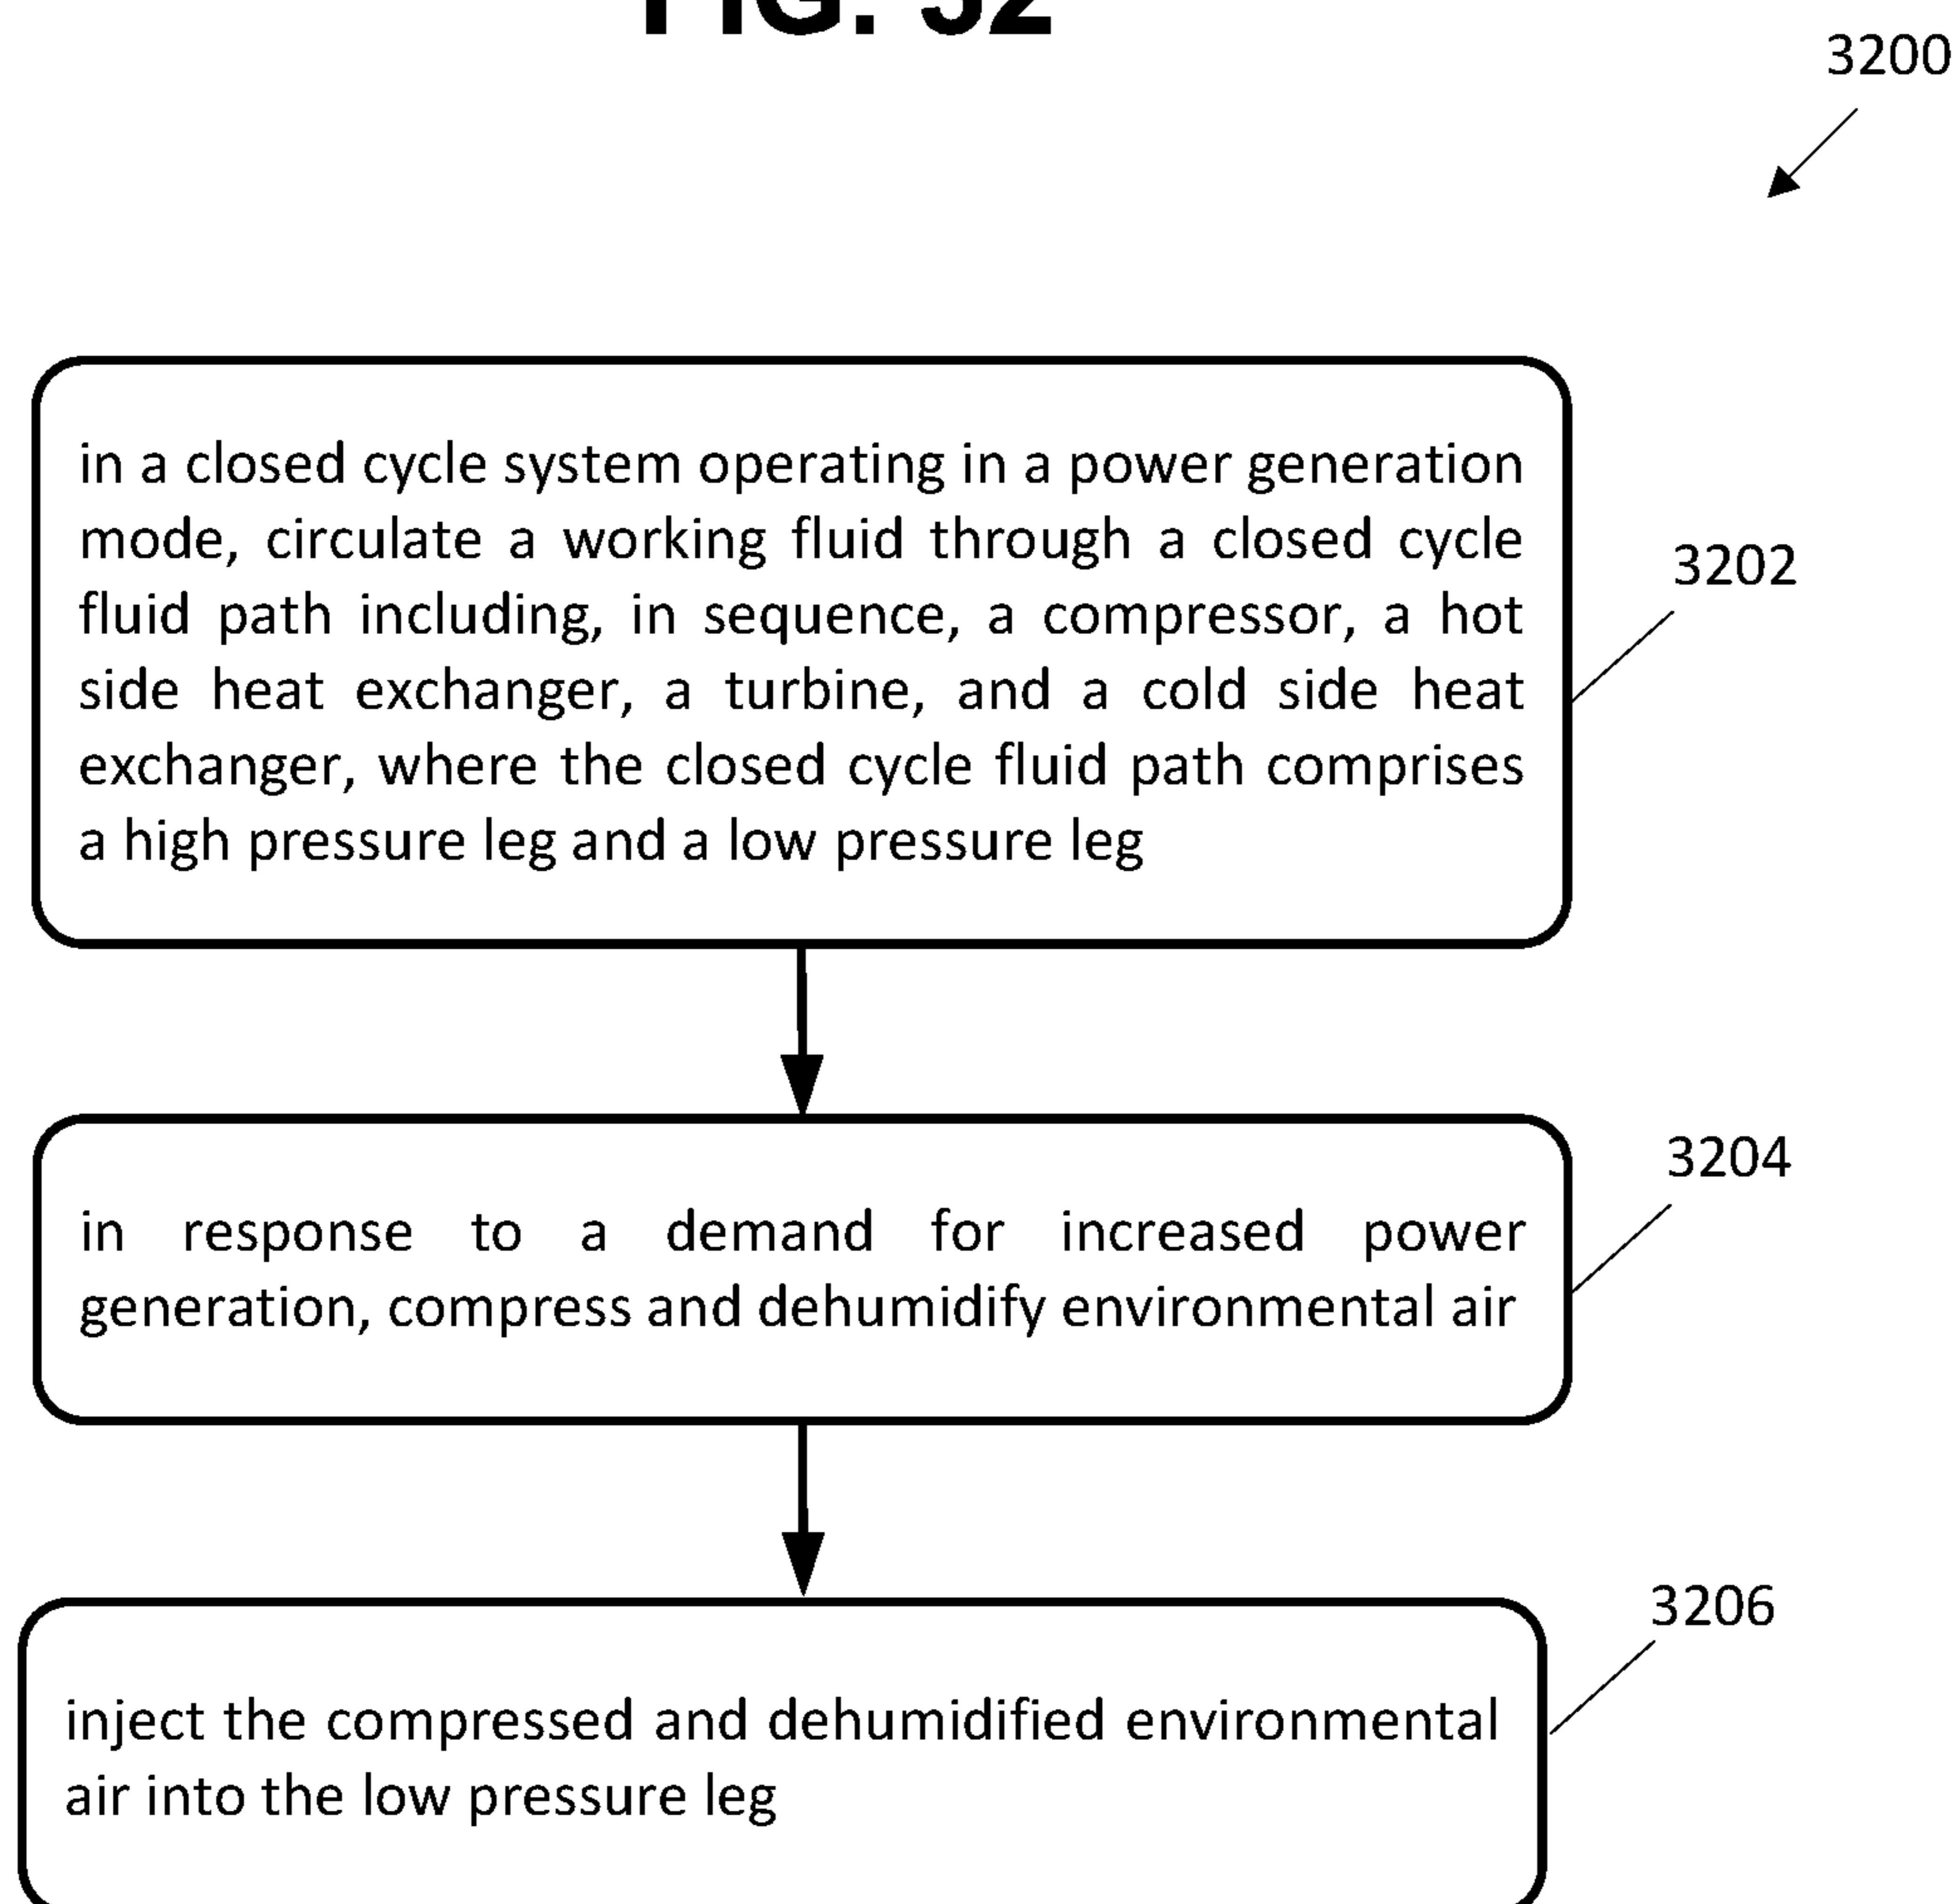 FIG. 32
3200
in a closed cycle system operating in a power generation
mode, circulate a working fluid through a closed cycle
fluid path including, in sequence, a compressor, a hot
side heat exchanger, a turbine, and a cold side heat
exchanger, where the closed cycle fluid path comprises
a high pressure leg and a low pressure leg
3202
in response to a demand for increased power
generation, compress and dehumidify environmental air
3204
inject the compressed and dehumidified environmental
air into the low pressure leg
3206